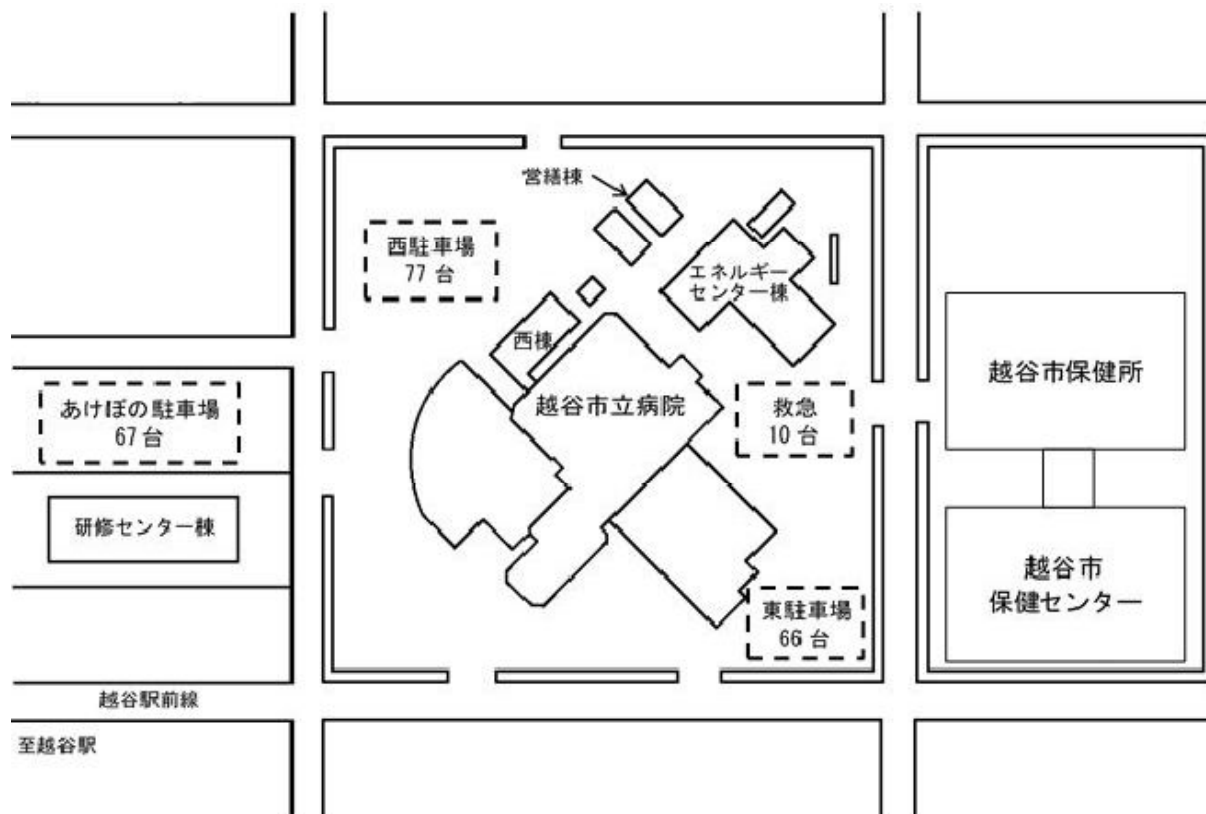 営繕棟
西駐車場
77 台
エネルギー
センター棟
西棟
越谷市立病院
救急
10 台
越谷市保健所
あけぼの駐車場
67 台
研修センター棟
越谷市
保健センター
東駐車場
66 台
越谷駅前線
至越谷駅